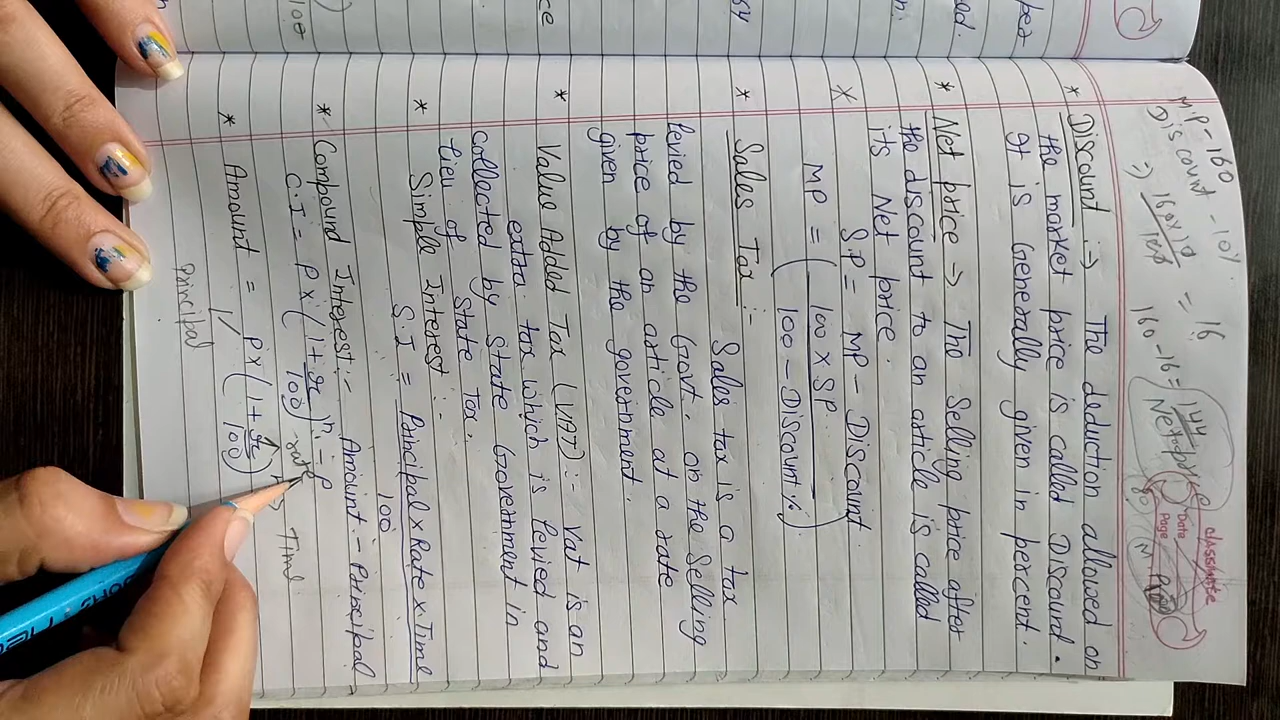 MP - 160
Discount - 10%.
=) 160 x 10 = 16
100
160 - 16 = 144
Net price
classmate
Date
Page
* Discount :-> The deduction allowed on
the market price is called Discount.
It is Generally given in percent.
* Net price -> The Selling price after
the discount to an article is called
its Net price.
* S.P = MP - Discount
MP = ( 100 x SP
100 - Discount % )
* Sales Tax :-
Sales tax is a tax
levied by the Govt. on the Selling
price of an article at a rate
given by the government.
* Value Added Tax (VAT) :- Vat is an
extra tax which is levied and
collected by State Government in
lieu of State Tax.
* Simple Interest :-
S.I = Principal x Rate x Time
100
* Compound Interest :- Amount - Principal
C.I = P x (1 + r/100)ⁿ - P
rate
* Amount = P x (1 + r/100)
Principal
Time